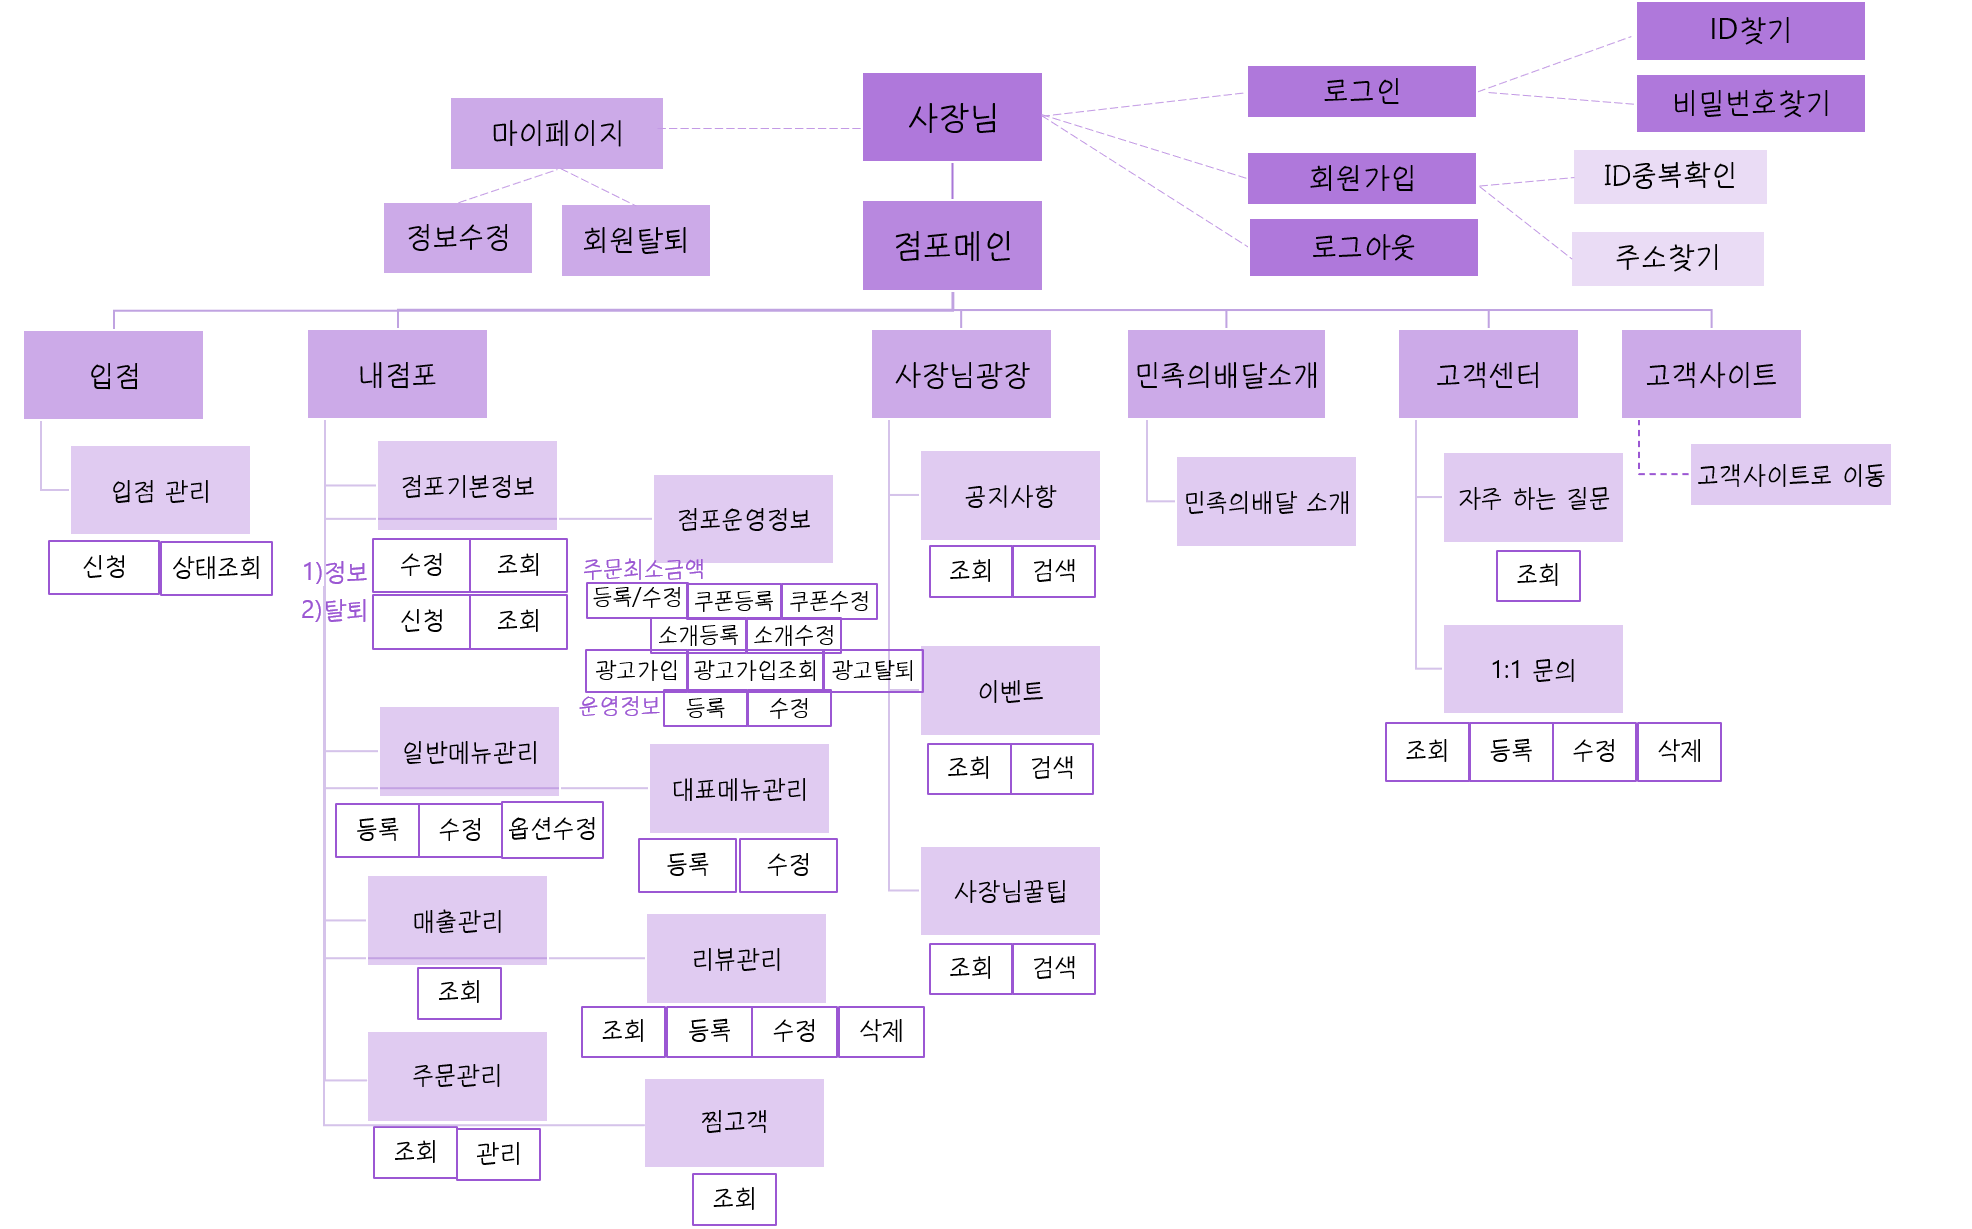 ID찾기
로그인
비밀번호찾기
사장님
마이페이지
회원가입
ID중복확인
정보수정
회원탈퇴
점포메인
로그아웃
주소찾기
입점
내점포
사장님광장
민족의배달소개
고객센터
고객사이트
입점 관리
신청
상태조회
점포기본정보
1)정보
수정
조회
2)탈퇴
신청
조회
점포운영정보
주문최소금액
등록/수정
쿠폰등록
쿠폰수정
소개등록
소개수정
광고가입
광고가입조회
광고탈퇴
운영정보
등록
수정
일반메뉴관리
등록
수정
옵션수정
대표메뉴관리
등록
수정
매출관리
조회
리뷰관리
조회
등록
수정
삭제
주문관리
조회
관리
찜고객
조회
공지사항
조회
검색
이벤트
조회
검색
사장님꿀팁
조회
검색
민족의배달 소개
자주 하는 질문
조회
1:1 문의
조회
등록
수정
삭제
고객사이트로 이동